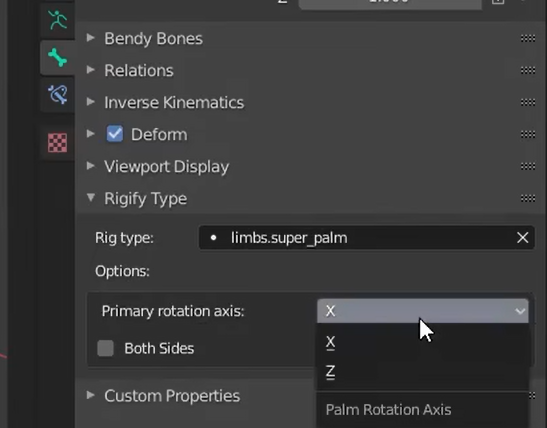 Bendy Bones
Relations
Inverse Kinematics
Deform
Viewport Display
Rigify Type
Rig type: limbs.super_palm
Options:
Primary rotation axis: X
X
Both Sides
Z
Custom Properties
Palm Rotation Axis